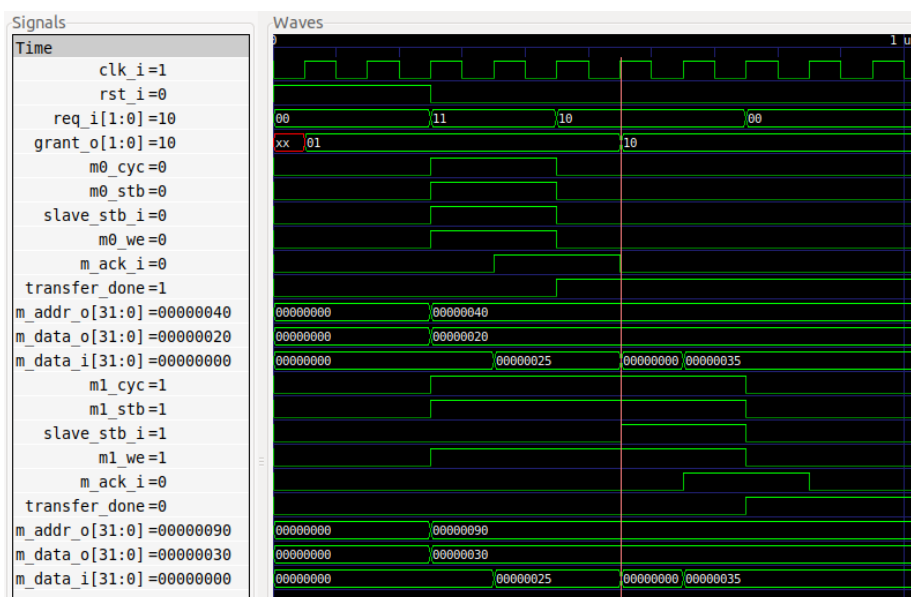 Signals Waves
Time 0 1 u
clk_i=1
rst_i=0
req_i[1:0]=10 00 11 10 00
grant_o[1:0]=10 xx 01 10
m0_cyc=0
m0_stb=0
slave_stb_i=0
m0_we=0
m_ack_i=0
transfer_done=1
m_addr_o[31:0]=00000040 00000000 00000040
m_data_o[31:0]=00000020 00000000 00000020
m_data_i[31:0]=00000000 00000000 00000025 00000000 00000035
m1_cyc=1
m1_stb=1
slave_stb_i=1
m1_we=1
m_ack_i=0
transfer_done=0
m_addr_o[31:0]=00000090 00000000 00000090
m_data_o[31:0]=00000030 00000000 00000030
m_data_i[31:0]=00000000 00000000 00000025 00000000 00000035